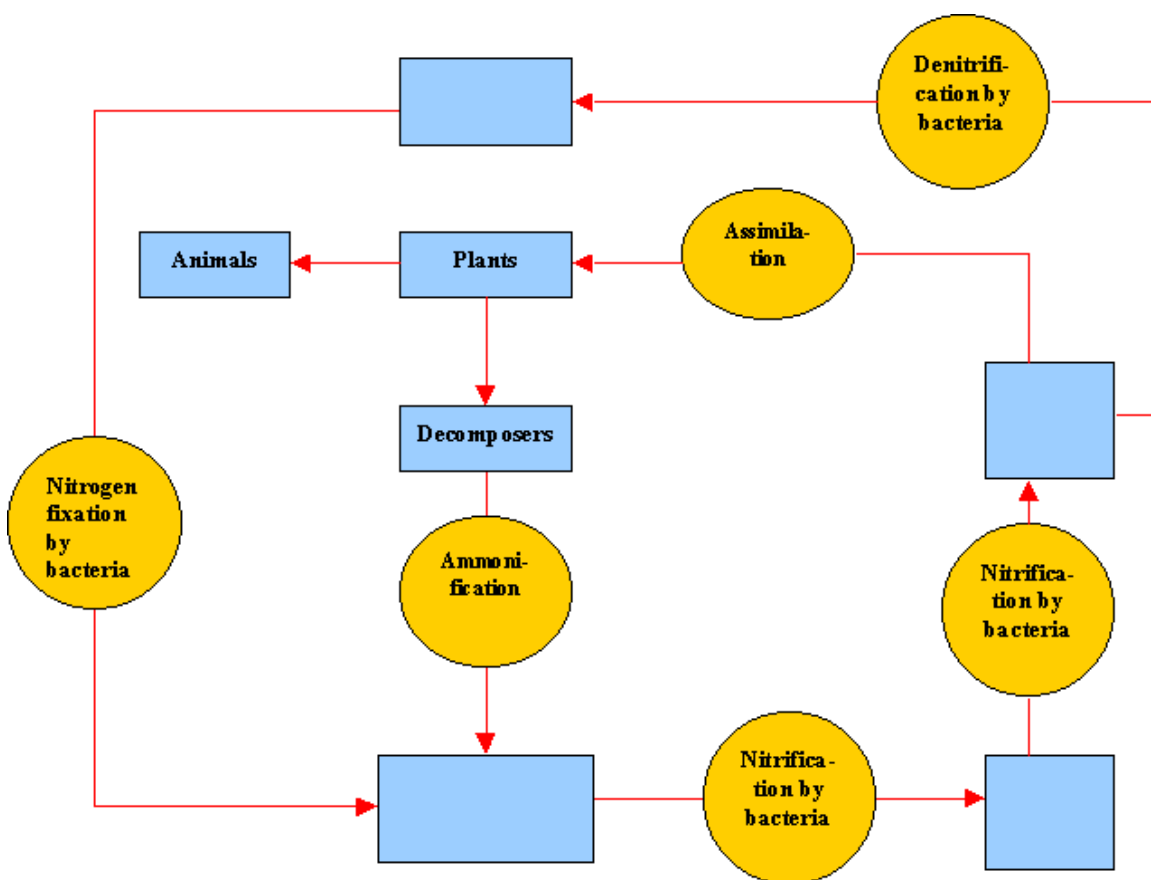 Denitrifi-
cation by
bacteria
Assimila-
tion
Animals
Plants
Decomposers
Nitrogen
fixation
by
bacteria
Ammoni-
fication
Nitrifica-
tion by
bacteria
Nitrifica-
tion by
bacteria